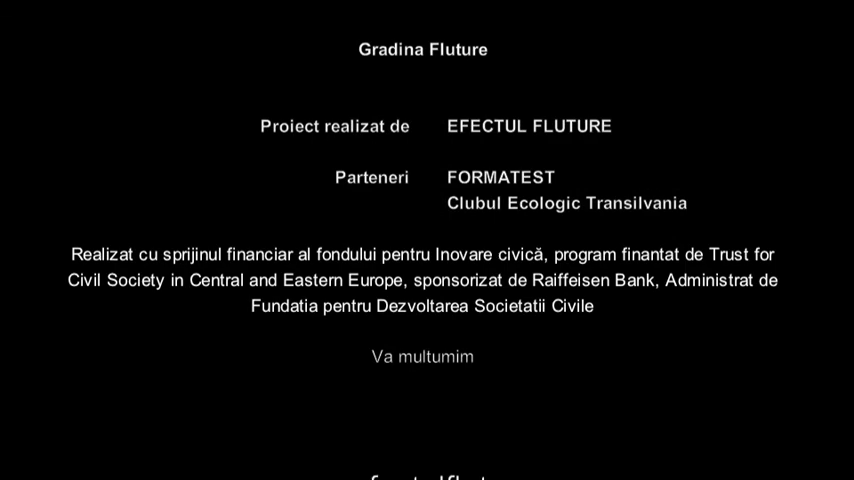 Gradina Fluture
Proiect realizat de EFECTUL FLUTURE
Parteneri FORMATEST
Clubul Ecologic Transilvania
Realizat cu sprijinul financiar al fondului pentru Inovare civică, program finantat de Trust for
Civil Society in Central and Eastern Europe, sponsorizat de Raiffeisen Bank, Administrat de
Fundatia pentru Dezvoltarea Societatii Civile
Va multumim